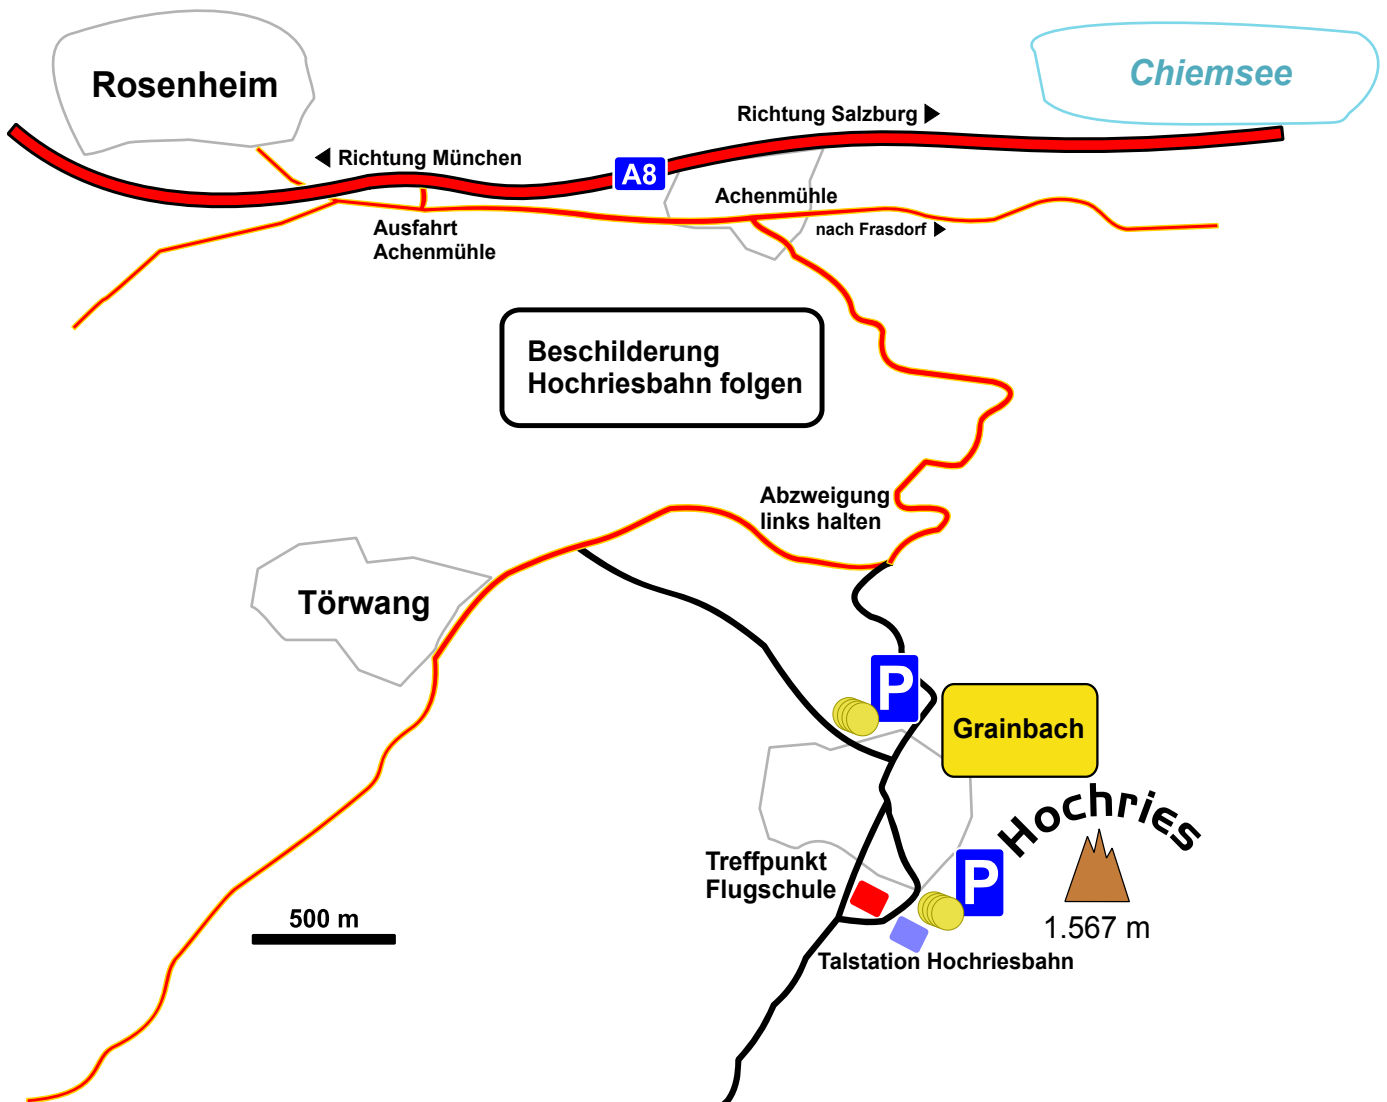 Rosenheim
Chiemsee
Richtung Salzburg
Richtung München
A8
Achenmühle
Ausfahrt
Achenmühle
nach Frasdorf
Beschilderung
Hochriesbahn folgen
Abzweigung
links halten
Törwang
P
Grainbach
Hochries
Treffpunkt
Flugschule
P
500 m
1.567 m
Talstation Hochriesbahn